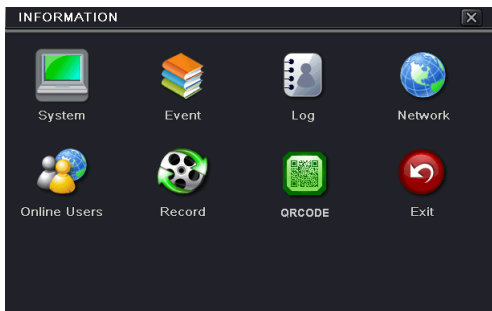 INFORMATION
System Event Log Network
Online Users Record QRCODE Exit